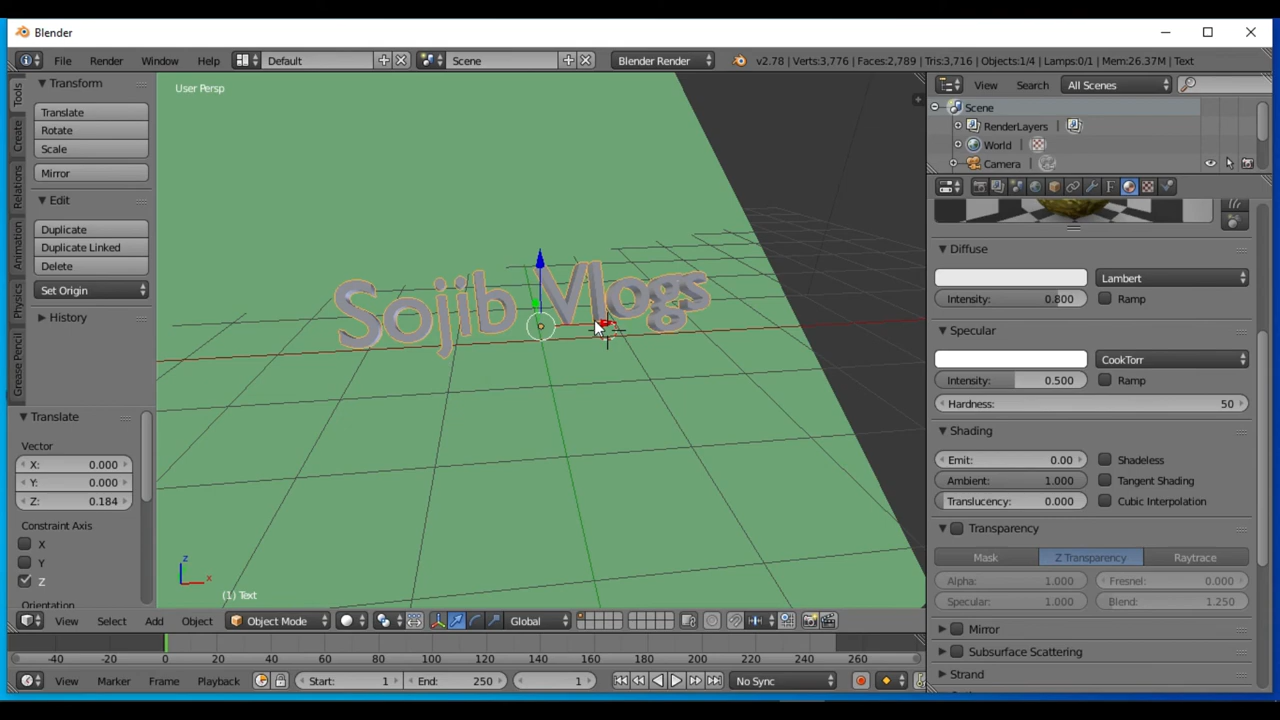 Blender
File Render Window Help Default Scene Blender Render v2.78 | Verts:3,776 | Faces:2,789 | Tris:3,716 | Objects:1/4 | Lamps:0/1 | Mem:26.37M | Text
Tools
Create
Relations
Animation
Physics
Grease Pencil
Transform
Translate
Rotate
Scale
Mirror
Edit
Duplicate
Duplicate Linked
Delete
Set Origin
History
Translate
Vector
X: 0.000
Y: 0.000
Z: 0.184
Constraint Axis
X
Y
Z
Orientation
User Persp
Sojib Vlogs
z
x
(1) Text
View Select Add Object Object Mode Global
-40 -20 0 20 40 60 80 100 120 140 160 180 200 220 240 260
View Marker Frame Playback Start: 1 End: 250 1 No Sync
View Search All Scenes
Scene
RenderLayers
World
Camera
Diffuse
Lambert
Intensity: 0.800 Ramp
Specular
CookTorr
Intensity: 0.500 Ramp
Hardness: 50
Shading
Emit: 0.00 Shadeless
Ambient: 1.000 Tangent Shading
Translucency: 0.000 Cubic Interpolation
Transparency
Mask Z Transparency Raytrace
Alpha: 1.000 Fresnel: 0.000
Specular: 1.000 Blend: 1.250
Mirror
Subsurface Scattering
Strand